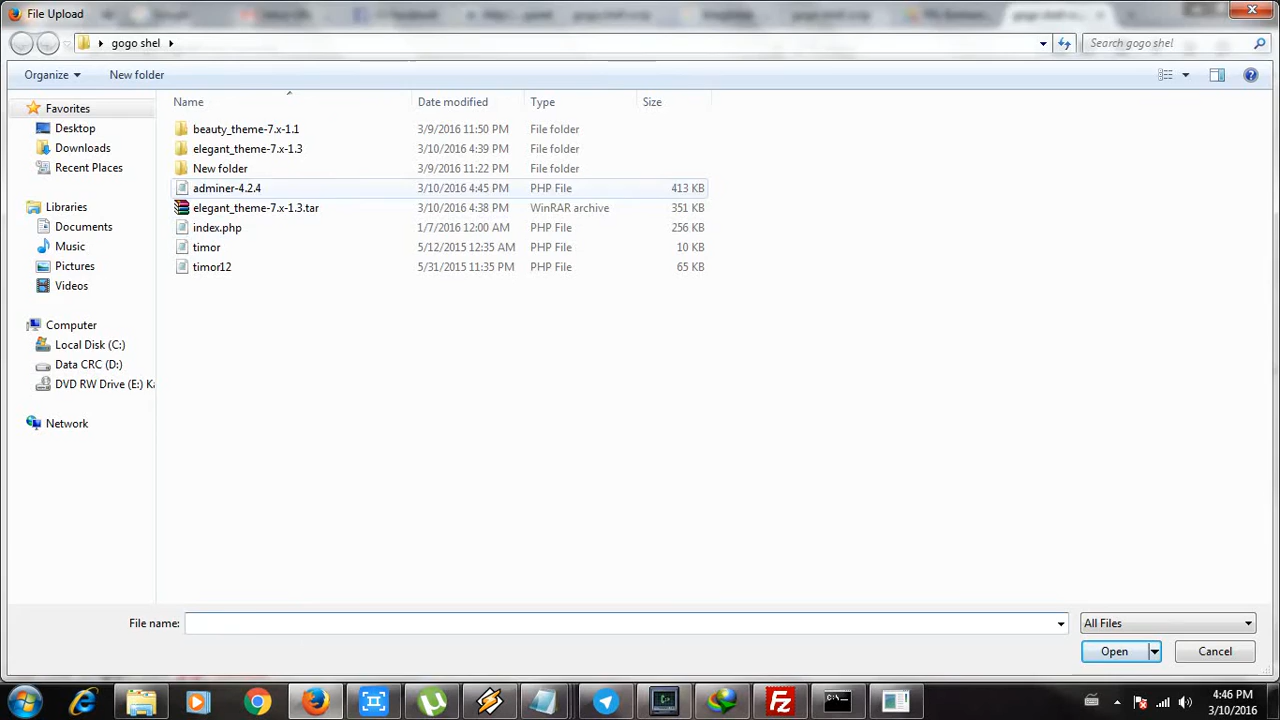 File Upload
gogo shel
Search gogo shel
Organize
New folder
Name
Date modified
Type
Size
Favorites
Desktop
Downloads
Recent Places
Libraries
Documents
Music
Pictures
Videos
Computer
Local Disk (C:)
Data CRC (D:)
DVD RW Drive (E:) Ka
Network
beauty_theme-7.x-1.1 3/9/2016 11:50 PM File folder
elegant_theme-7.x-1.3 3/10/2016 4:39 PM File folder
New folder 3/9/2016 11:22 PM File folder
adminer-4.2.4 3/10/2016 4:45 PM PHP File 413 KB
elegant_theme-7.x-1.3.tar 3/10/2016 4:38 PM WinRAR archive 351 KB
index.php 1/7/2016 12:00 AM PHP File 256 KB
timor 5/12/2015 12:35 AM PHP File 10 KB
timor12 5/31/2015 11:35 PM PHP File 65 KB
File name:
All Files
Open
Cancel
4:46 PM
3/10/2016